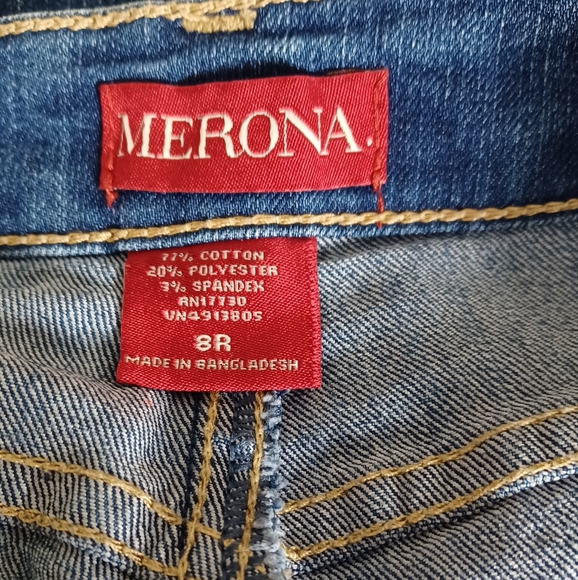 MERONA.
77% COTTON
20% POLYESTER
3% SPANDEX
RN17730
VN4913805
8R
MADE IN BANGLADESH